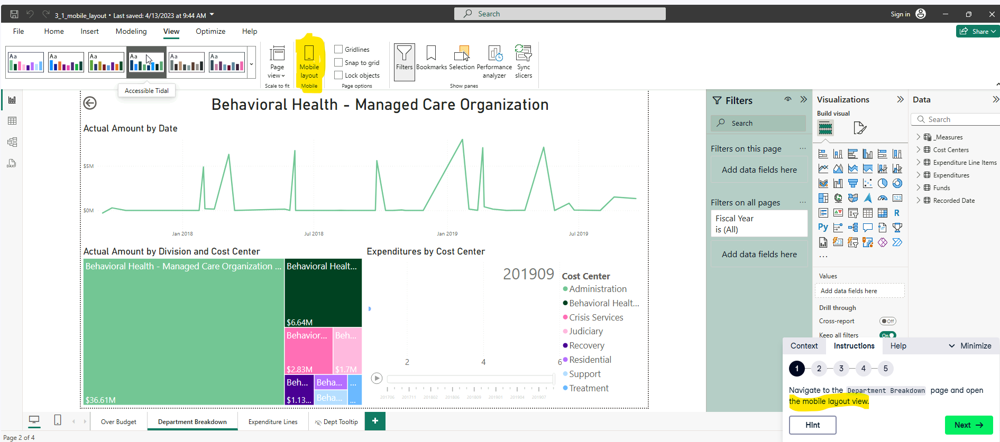 3_1_mobile_layout • Last saved: 4/13/2023 at 9:44 AM
Search
Sign in
File Home Insert Modeling View Optimize Help
Share
Aa Aa Aa Aa Aa Aa
Accessible Tidal
Page view
Scale to fit
Mobile layout
Mobile
Gridlines
Snap to grid
Lock objects
Page options
Filters
Bookmarks
Selection
Performance analyzer
Sync slicers
Show panes
Behavioral Health - Managed Care Organization
Actual Amount by Date
$5M
$0M
Jan 2018 Jul 2018 Jan 2019 Jul 2019
Actual Amount by Division and Cost Center
Behavioral Health - Managed Care Organization ...
$36.61M
Behavioral Healt...
$6.64M
Behavior...
$2.83M
Beh...
$1.7M
Beh...
$1.13...
Beha...
Beha...
...
Expenditures by Cost Center
201909
2 4 6
201706 201711 201802 201806 201809 201901 201904 201907
Cost Center
Administration
Behavioral Healt...
Crisis Services
Judiciary
Recovery
Residential
Support
Treatment
Filters
Search
Filters on this page
...
Add data fields here
Filters on all pages
...
Fiscal Year
is (All)
Add data fields here
Visualizations
Build visual
123
R
Py
123
...
Values
Add data fields here
Drill through
Cross-report
Off
Keep all filters
On
Data
Search
_Measures
Cost Centers
Expenditure Line Items
Expenditures
Funds
Recorded Date
Context Instructions Help Minimize
1 2 3 4 5
Navigate to the Department Breakdown page and open
the mobile layout view.
Hint
Next
DAX
Over Budget Department Breakdown Expenditure Lines Dept Tooltip +
Page 2 of 4